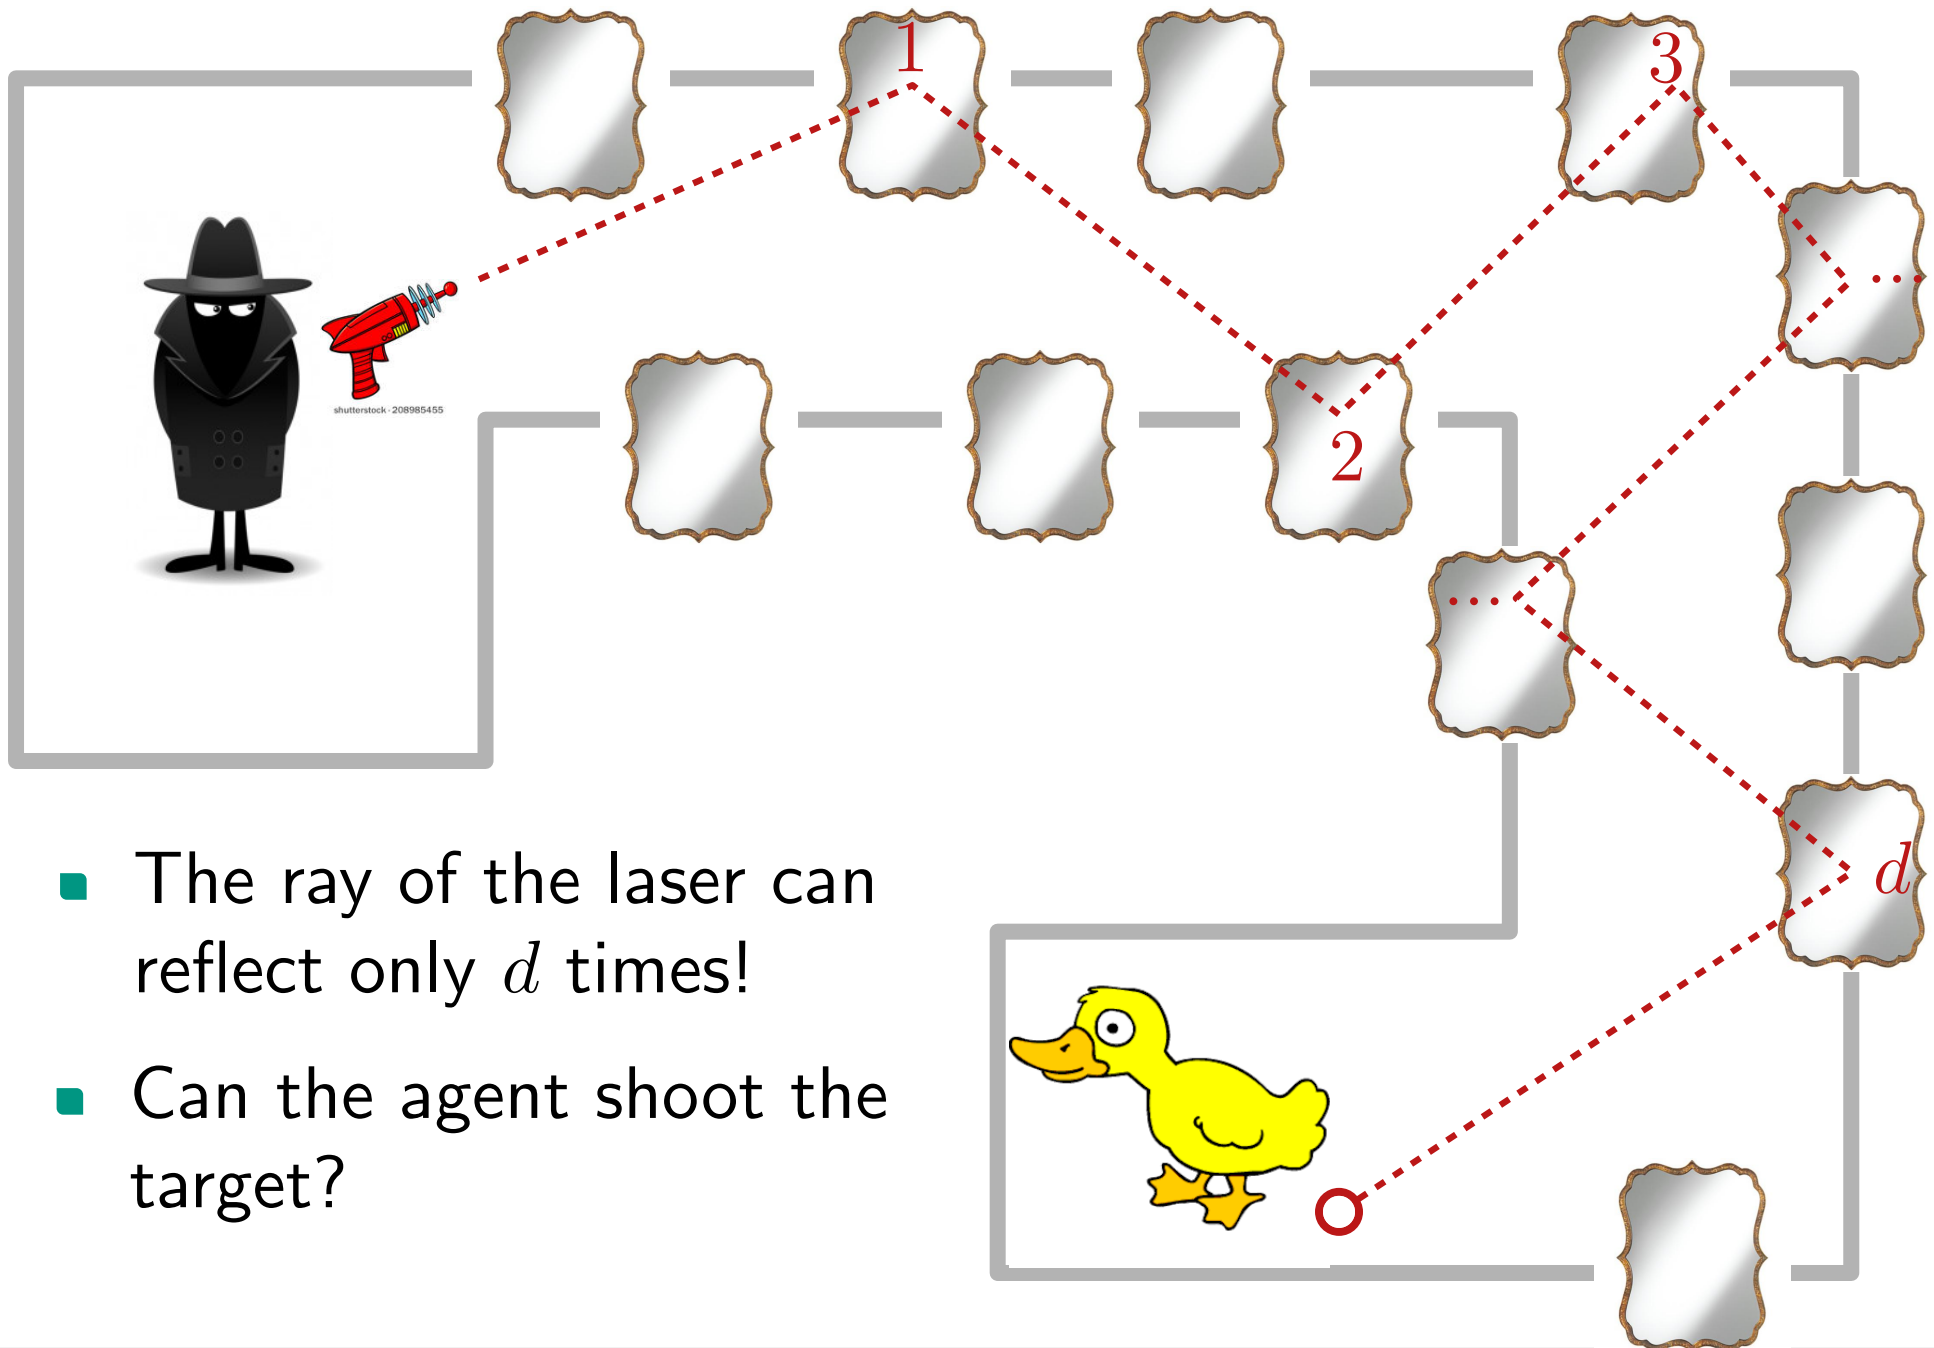 1
3
...
shutterstock · 208985455
2
...
d
The ray of the laser can
reflect only d times!
Can the agent shoot the
target?